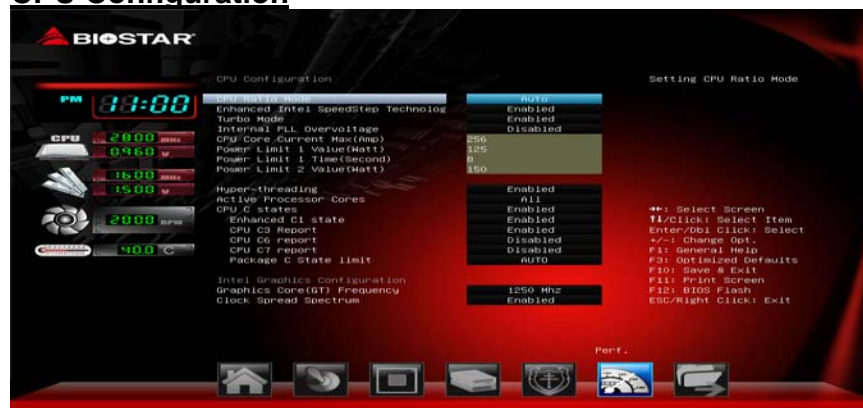 CPU Configuration
BIOSTAR
CPU Configuration
Setting CPU Ratio Mode
PM 11:00
CPU Ratio Mode Auto
Enhanced Intel SpeedStep Technolog Enabled
Turbo Mode Enabled
Internal PLL Overvoltage Disabled
CPU Core Current Max(Amp) 256
Power Limit 1 Value(Watt) 125
Power Limit 1 Time(Second) 8
Power Limit 2 Value(Watt) 150
CPU 2800 MHz
0.960 V
1600 MHz
1.500 V
2000 RPM
40.0 C
Hyper-threading Enabled
Active Processor Cores All
CPU C states Enabled
Enhanced C1 state Enabled
CPU C3 Report Enabled
CPU C6 report Disabled
CPU C7 report Disabled
Package C State limit AUTO
Intel Graphics Configuration
Graphics Core(GT) Frequency 1250 Mhz
Clock Spread Spectrum Enabled
→←: Select Screen
↑↓/Click: Select Item
Enter/Dbl Click: Select
+/-: Change Opt.
F1: General Help
F3: Optimized Defaults
F10: Save & Exit
F11: Print Screen
F12: BIOS Flash
ESC/Right Click: Exit
Perf.